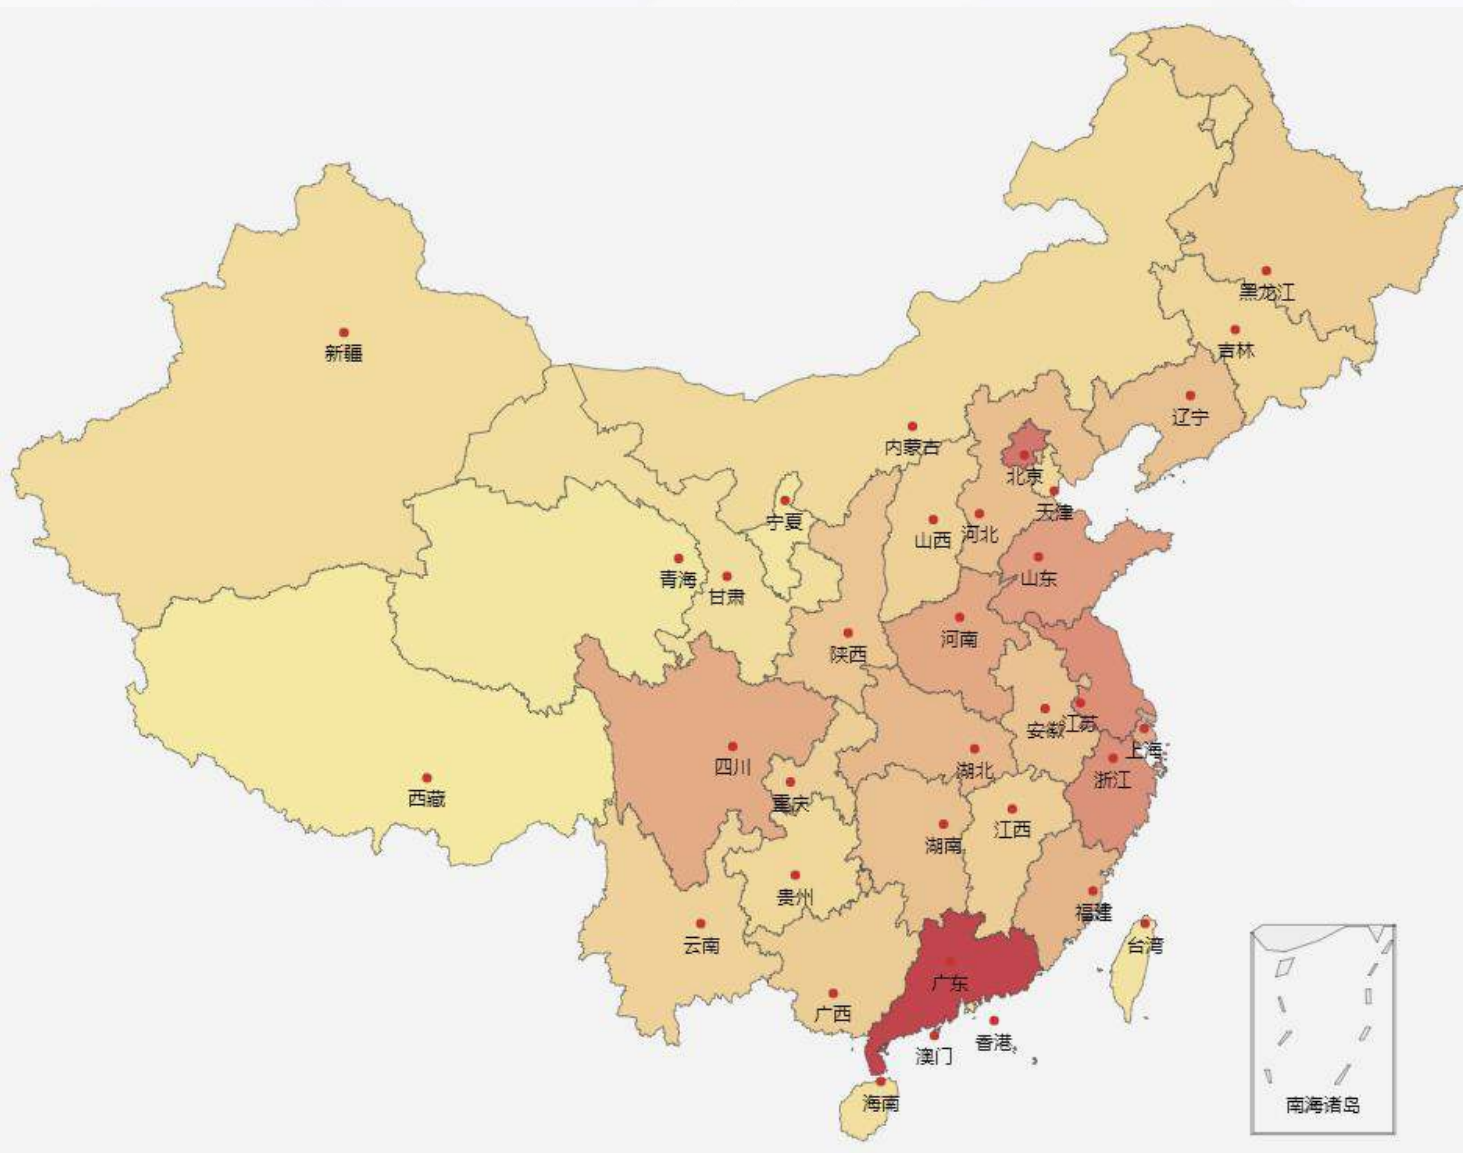 黑龙江
吉林
新疆
辽宁
内蒙古
北京
天津
宁夏
山西
河北
青海
甘肃
山东
河南
陕西
安徽
江苏
上海
四川
湖北
浙江
西藏
重庆
江西
湖南
贵州
福建
云南
台湾
广东
广西
香港
澳门
海南
南海诸岛